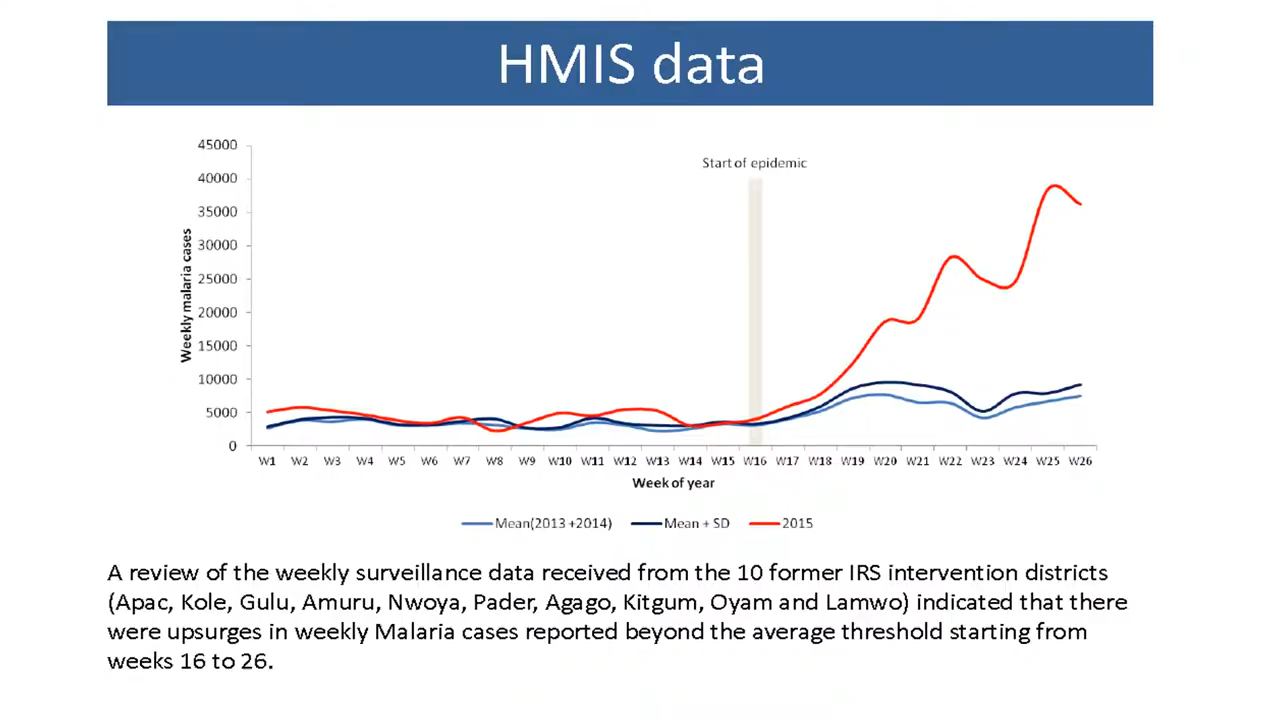 HMIS data
45000
40000
35000
30000
25000
20000
15000
10000
5000
0
Weekly malaria cases
Start of epidemic
W1 W2 W3 W4 W5 W6 W7 W8 W9 W10 W11 W12 W13 W14 W15 W16 W17 W18 W19 W20 W21 W22 W23 W24 W25 W26
Week of year
Mean(2013+2014) Mean + SD 2015
A review of the weekly surveillance data received from the 10 former IRS intervention districts
(Apac, Kole, Gulu, Amuru, Nwoya, Pader, Agago, Kitgum, Oyam and Lamwo) indicated that there
were upsurges in weekly Malaria cases reported beyond the average threshold starting from
weeks 16 to 26.